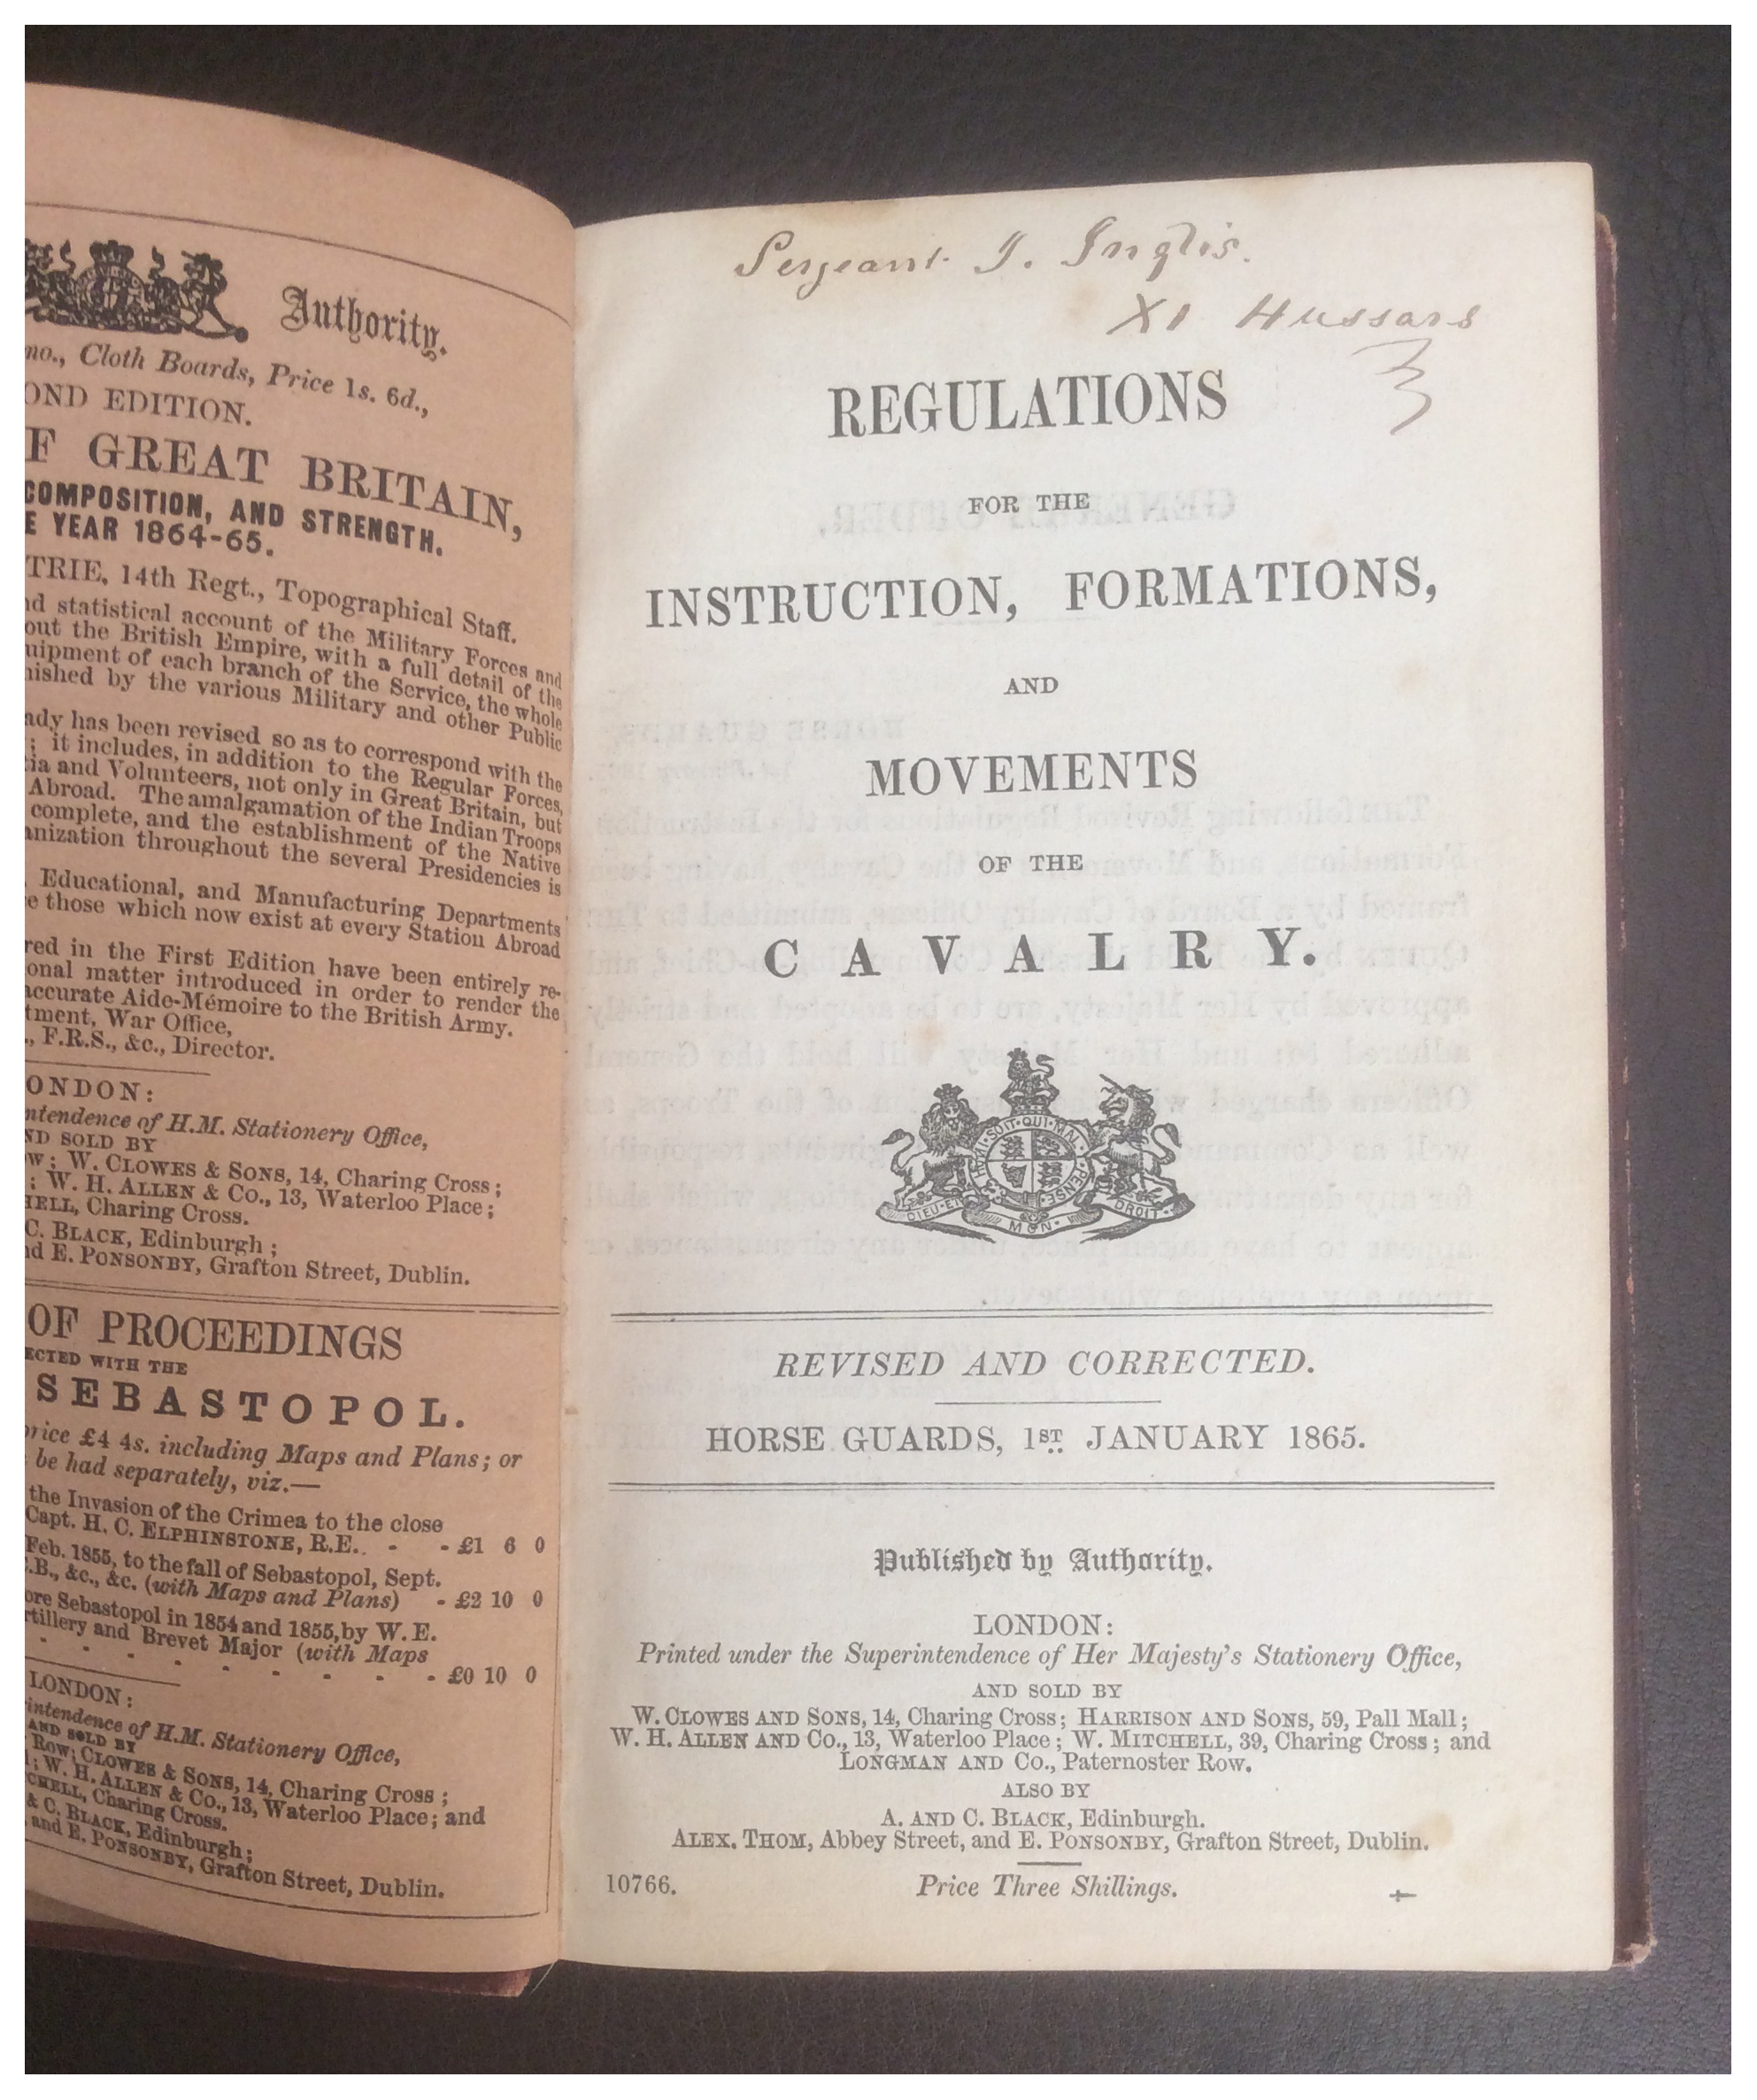 Authority.
no., Cloth Boards, Price 1s. 6d.,
OND EDITION.
F GREAT BRITAIN,
COMPOSITION, AND STRENGTH.
E YEAR 1864-65.
TRIE, 14th Regt., Topographical Staff.
nd statistical account of the Military Forces and
out the British Empire, with a full detail of the
uipment of each branch of the Service, the whole
nished by the various Military and other Public
ady has been revised so as to correspond with the
; it includes, in addition to the Regular Forces,
ia and Volunteers, not only in Great Britain, but
Abroad. The amalgamation of the Indian Troops
complete, and the establishment of the Native
anization throughout the several Presidencies is
. Educational, and Manufacturing Departments
e those which now exist at every Station Abroad
red in the First Edition have been entirely re-
onal matter introduced in order to render the
accurate Aide-Mémoire to the British Army.
tment, War Office,
., F.R.S., &c., Director.
ONDON:
ntendence of H.M. Stationery Office,
ND SOLD BY
ow; W. CLOWES & SONS, 14, Charing Cross;
; W. H. ALLEN & CO., 13, Waterloo Place;
HELL, Charing Cross.
C. BLACK, Edinburgh;
nd E. PONSONBY, Grafton Street, Dublin.
OF PROCEEDINGS
ECTED WITH THE
SEBASTOPOL.
price £4 4s. including Maps and Plans; or
be had separately, viz.—
the Invasion of the Crimea to the close
Capt. H. C. ELPHINSTONE, R.E. - - £1 6 0
Feb. 1855, to the fall of Sebastopol, Sept.
C.B., &c., &c. (with Maps and Plans) - £2 10 0
ore Sebastopol in 1854 and 1855, by W. E.
rtillery and Brevet Major (with Maps
- - - - - - - - - £0 10 0
LONDON:
intendence of H.M. Stationery Office,
AND SOLD BY
Row; CLOWES & SONS, 14, Charing Cross;
l; W. H. ALLEN & CO., 13, Waterloo Place; and
CHELL, Charing Cross.
& C. BLACK, Edinburgh;
, and E. PONSONBY, Grafton Street, Dublin.
Sergeant J. Inglis.
XI Hussars
REGULATIONS
FOR THE
INSTRUCTION, FORMATIONS,
AND
MOVEMENTS
OF THE
CAVALRY.
HONI·SOIT·QUI·MAL·Y·PENSE
DIEU·ET·MON·DROIT
REVISED AND CORRECTED.
HORSE GUARDS, 1ST JANUARY 1865.
Published by Authority.
LONDON:
Printed under the Superintendence of Her Majesty's Stationery Office,
AND SOLD BY
W. CLOWES AND SONS, 14, Charing Cross; HARRISON AND SONS, 59, Pall Mall;
W. H. ALLEN AND CO., 13, Waterloo Place; W. MITCHELL, 39, Charing Cross; and
LONGMAN AND CO., Paternoster Row.
ALSO BY
A. AND C. BLACK, Edinburgh.
ALEX. THOM, Abbey Street, and E. PONSONBY, Grafton Street, Dublin.
10766. Price Three Shillings.